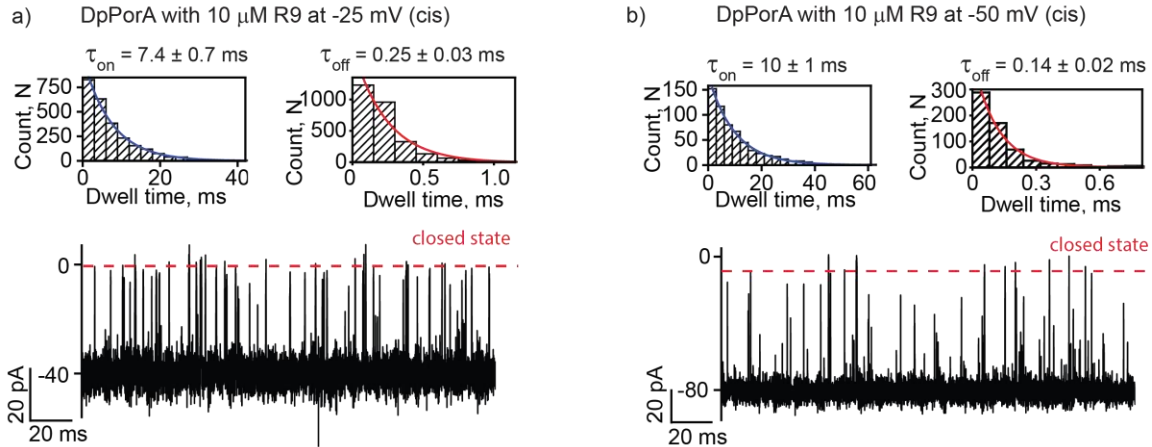 a) DpPorA with 10 μM R9 at -25 mV (cis)
τon = 7.4 ± 0.7 ms
τoff = 0.25 ± 0.03 ms
Count, N
750
500
250
0
0 20 40
Dwell time, ms
Count, N
1000
500
0
0 0.5 1.0
Dwell time, ms
closed state
0
-40
20 pA
20 ms
b) DpPorA with 10 μM R9 at -50 mV (cis)
τon = 10 ± 1 ms
τoff = 0.14 ± 0.02 ms
Count, N
150
100
50
0
0 20 40 60
Dwell time, ms
Count, N
300
200
100
0
0 0.3 0.6
Dwell time, ms
closed state
0
-80
20 pA
20 ms